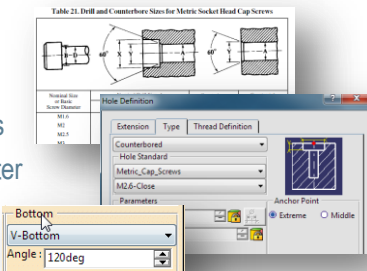 Table 21. Drill and Counterbore Sizes for Metric Socket Head Cap Screws
60°
60°
B
D
X
Y
A
Y
A
Nominal Size
or Basic
Screw Diameter
M1.6
M2
M2.5
Hole Definition
Extension Type Thread Definition
Counterbored
Hole Standard
Metric_Cap_Screws
M2.6-Close
Parameters
Anchor Point
Extreme Middle
s
ter
Bottom
V-Bottom
Angle : 120deg